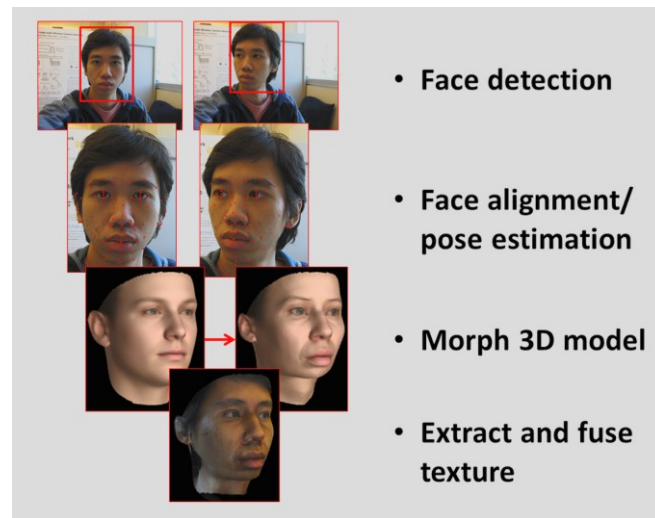 • Face detection
• Face alignment/
pose estimation
• Morph 3D model
• Extract and fuse
texture